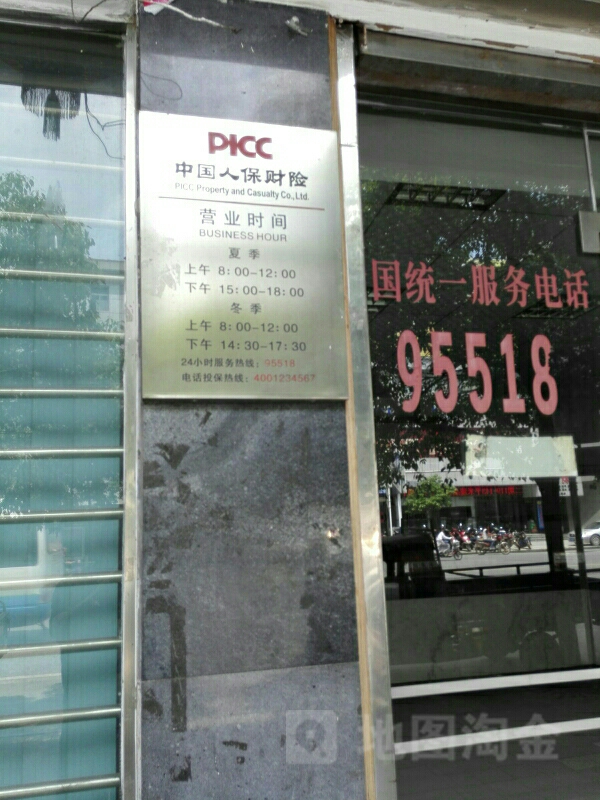 PICC
中国人保财险
PICC Property and Casualty Co.,Ltd.
营业时间
BUSINESS HOUR
夏季
上午 8:00-12:00
下午 15:00-18:00
冬季
上午 8:00-12:00
下午 14:30-17:30
24小时服务热线：95518
电话投保热线：4001234567
国统一服务电话
95518
地图淘金